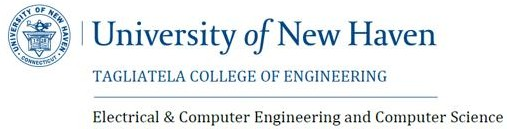 UNIVERSITY OF NEW HAVEN
CONNECTICUT
University of New Haven
TAGLIATELA COLLEGE OF ENGINEERING
Electrical & Computer Engineering and Computer Science